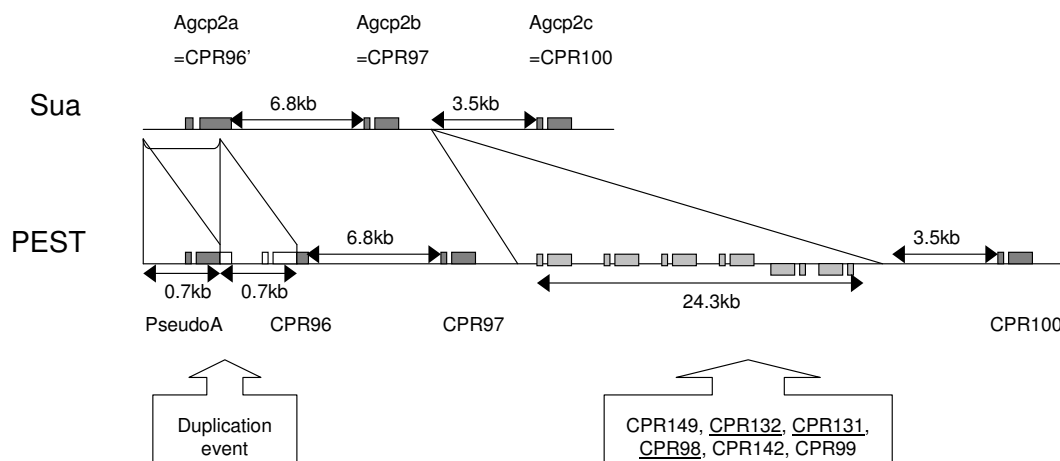 Agcp2a Agcp2b Agcp2c
=CPR96’ =CPR97 =CPR100
Sua
6.8kb 3.5kb
PEST
6.8kb 3.5kb
0.7kb 0.7kb 24.3kb
PseudoA CPR96 CPR97 CPR100
Duplication
event
CPR149, CPR132, CPR131,
CPR98, CPR142, CPR99